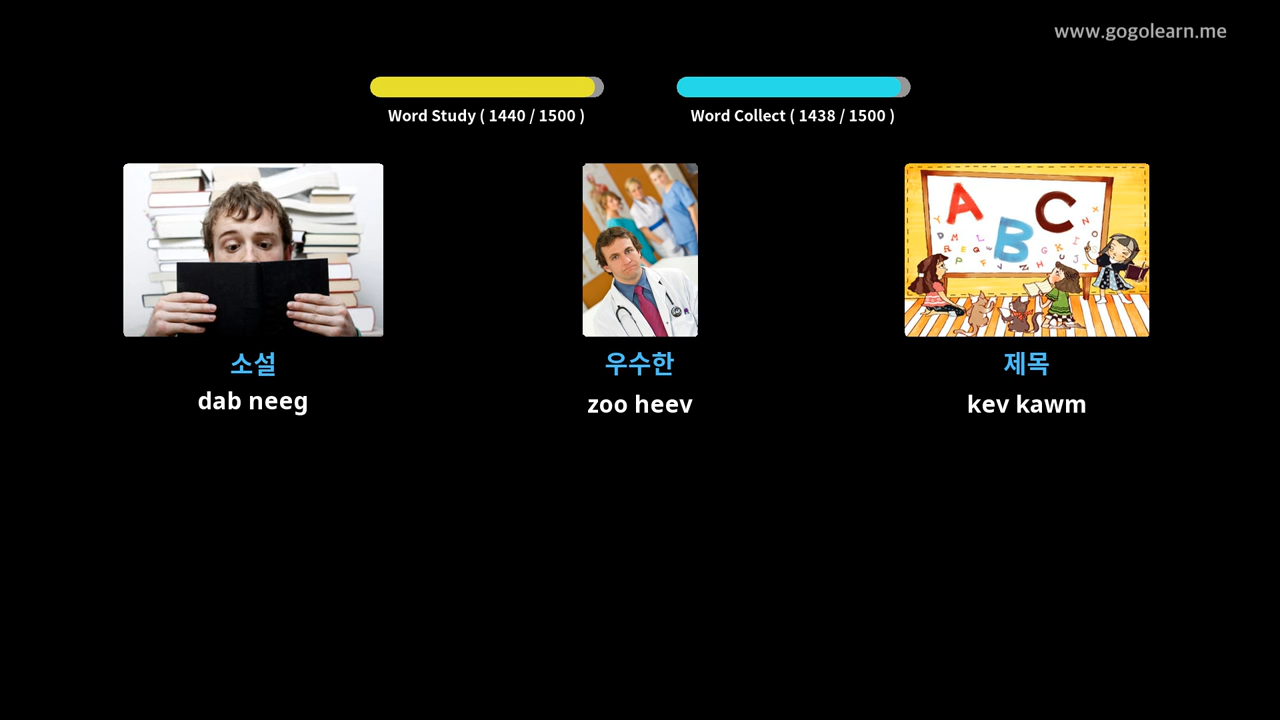 www.gogolearn.me
Word Study ( 1440 / 1500 )
Word Collect ( 1438 / 1500 )
소설
dab neeg
우수한
zoo heev
제목
kev kawm
A B C